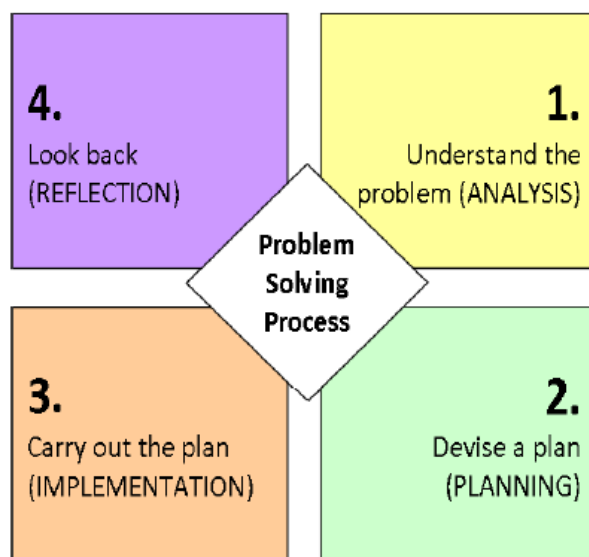 4.
Look back
(REFLECTION)
1.
Understand the
problem (ANALYSIS)
Problem
Solving
Process
3.
Carry out the plan
(IMPLEMENTATION)
2.
Devise a plan
(PLANNING)